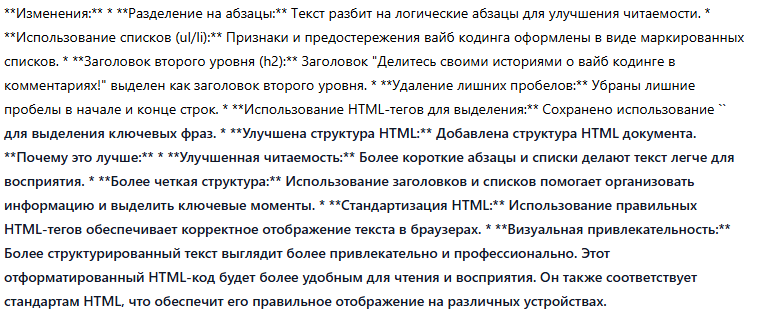 **Изменения:** * **Разделение на абзацы:** Текст разбит на логические абзацы для улучшения читаемости. *
**Использование списков (ul/li):** Признаки и предостережения вайб кодинга оформлены в виде маркированных
списков. * **Заголовок второго уровня (h2):** Заголовок "Делитесь своими историями о вайб кодинге в
комментариях!" выделен как заголовок второго уровня. * **Удаление лишних пробелов:** Убраны лишние
пробелы в начале и конце строк. * **Использование HTML-тегов для выделения:** Сохранено использование ``
для выделения ключевых фраз. * **Улучшена структура HTML:** Добавлена структура HTML документа.
**Почему это лучше:** * **Улучшенная читаемость:** Более короткие абзацы и списки делают текст легче для
восприятия. * **Более четкая структура:** Использование заголовков и списков помогает организовать
информацию и выделить ключевые моменты. * **Стандартизация HTML:** Использование правильных
HTML-тегов обеспечивает корректное отображение текста в браузерах. * **Визуальная привлекательность:**
Более структурированный текст выглядит более привлекательно и профессионально. Этот
отформатированный HTML-код будет более удобным для чтения и восприятия. Он также соответствует
стандартам HTML, что обеспечит его правильное отображение на различных устройствах.